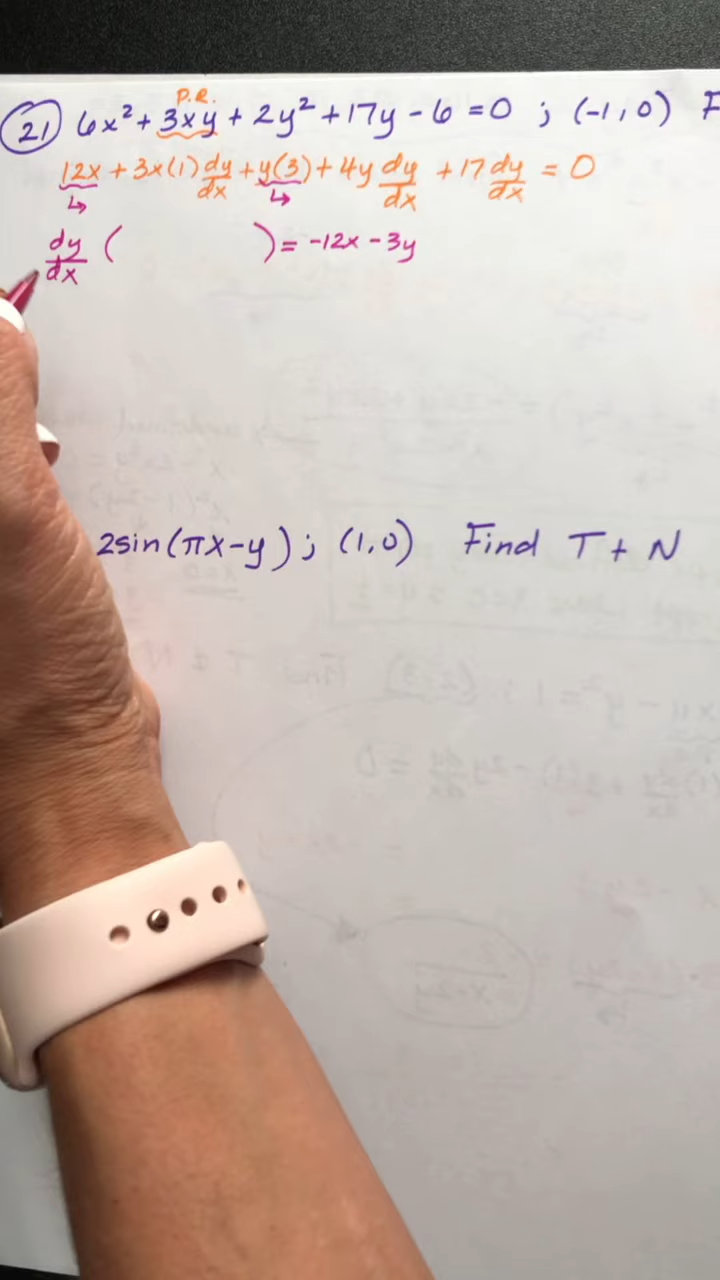 P.R.
21) 6x² + 3xy + 2y² + 17y - 6 = 0 ; (-1,0) F
12x + 3x(1) dy/dx + y(3) + 4y dy/dx + 17 dy/dx = 0
dy/dx (          ) = -12x - 3y
2sin(πx-y) ; (1,0) Find T + N